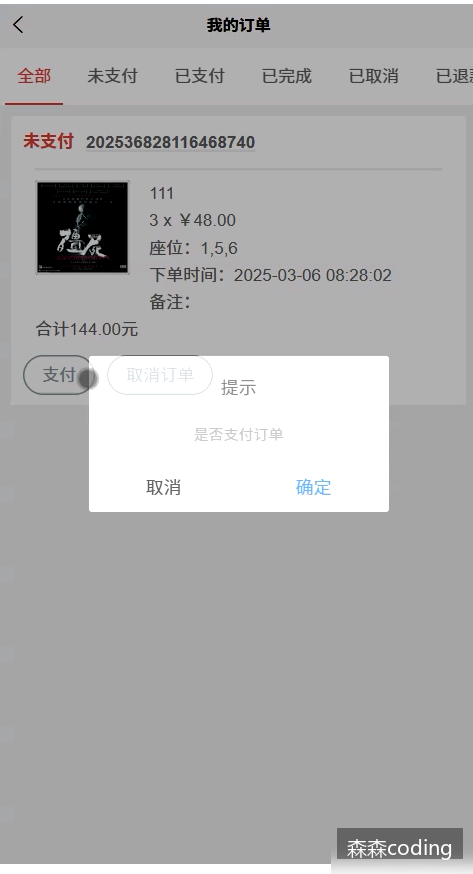 我的订单
全部 未支付 已支付 已完成 已取消 已退
未支付 202536828116468740
僵尸
111
3 x ￥48.00
座位：1,5,6
下单时间：2025-03-06 08:28:02
备注：
合计144.00元
支付 取消订单
提示
是否支付订单
取消 确定
森森coding